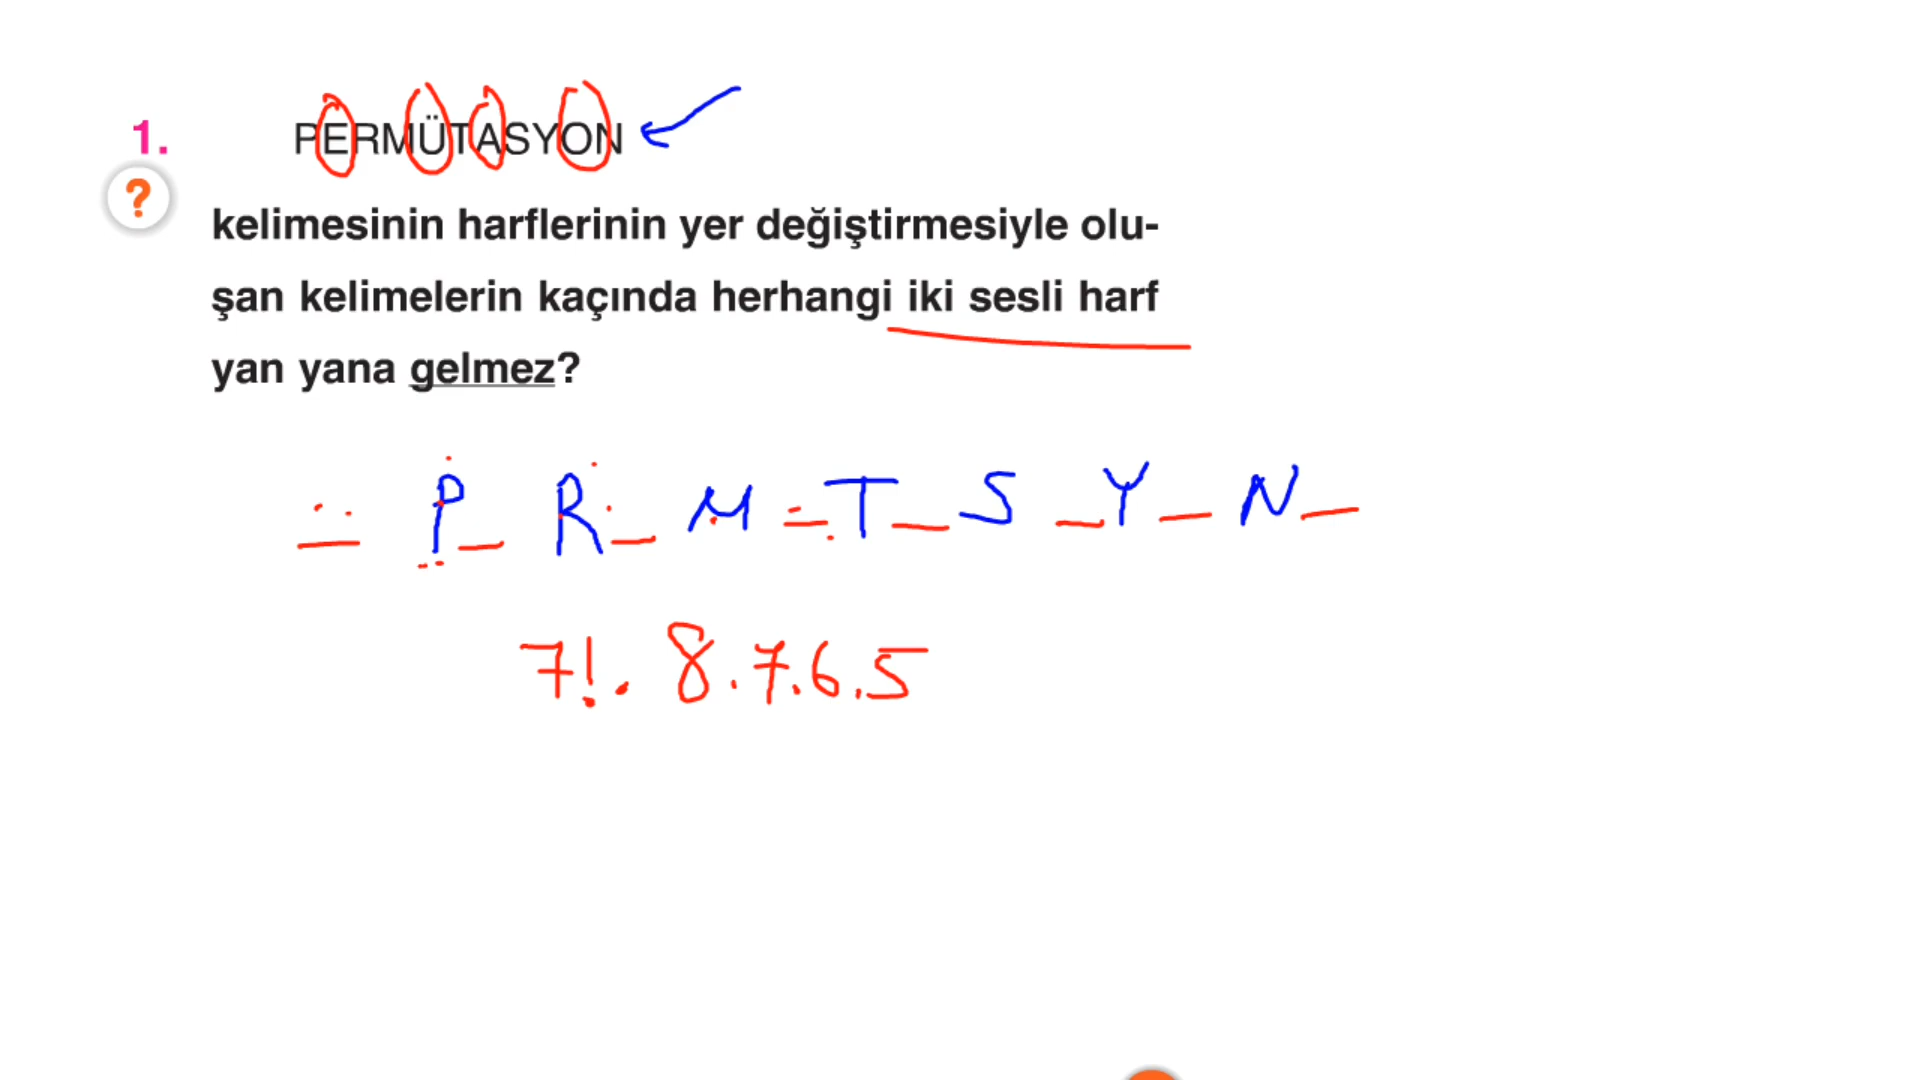 1. PERMÜTASYON
?
kelimesinin harflerinin yer değiştirmesiyle olu-
şan kelimelerin kaçında herhangi iki sesli harf
yan yana gelmez?
_ P _ R _ M _ T _ S _ Y _ N _
7! . 8 . 7 . 6 . 5